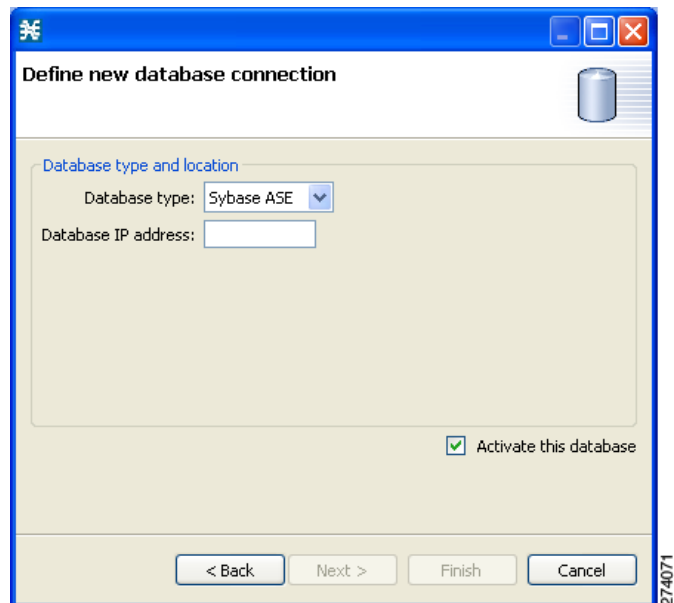 Define new database connection
Database type and location
Database type: Sybase ASE
Database IP address:
Activate this database
< Back Next > Finish Cancel
274071